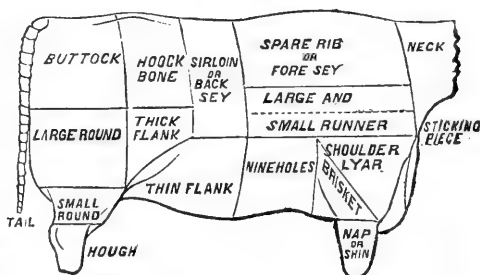 BUTTOCK
HOOCK
BONE
SIRLOIN
OR
BACK
SEY
SPARE RIB
OR
FORE SEY
NECK
LARGE AND
SMALL RUNNER
LARGE ROUND
THICK
FLANK
STICKING
PIECE
NINEHOLES
SHOULDER
LYAR
BRISKET
THIN FLANK
SMALL
ROUND
TAIL
HOUGH
NAP
OR
SHIN